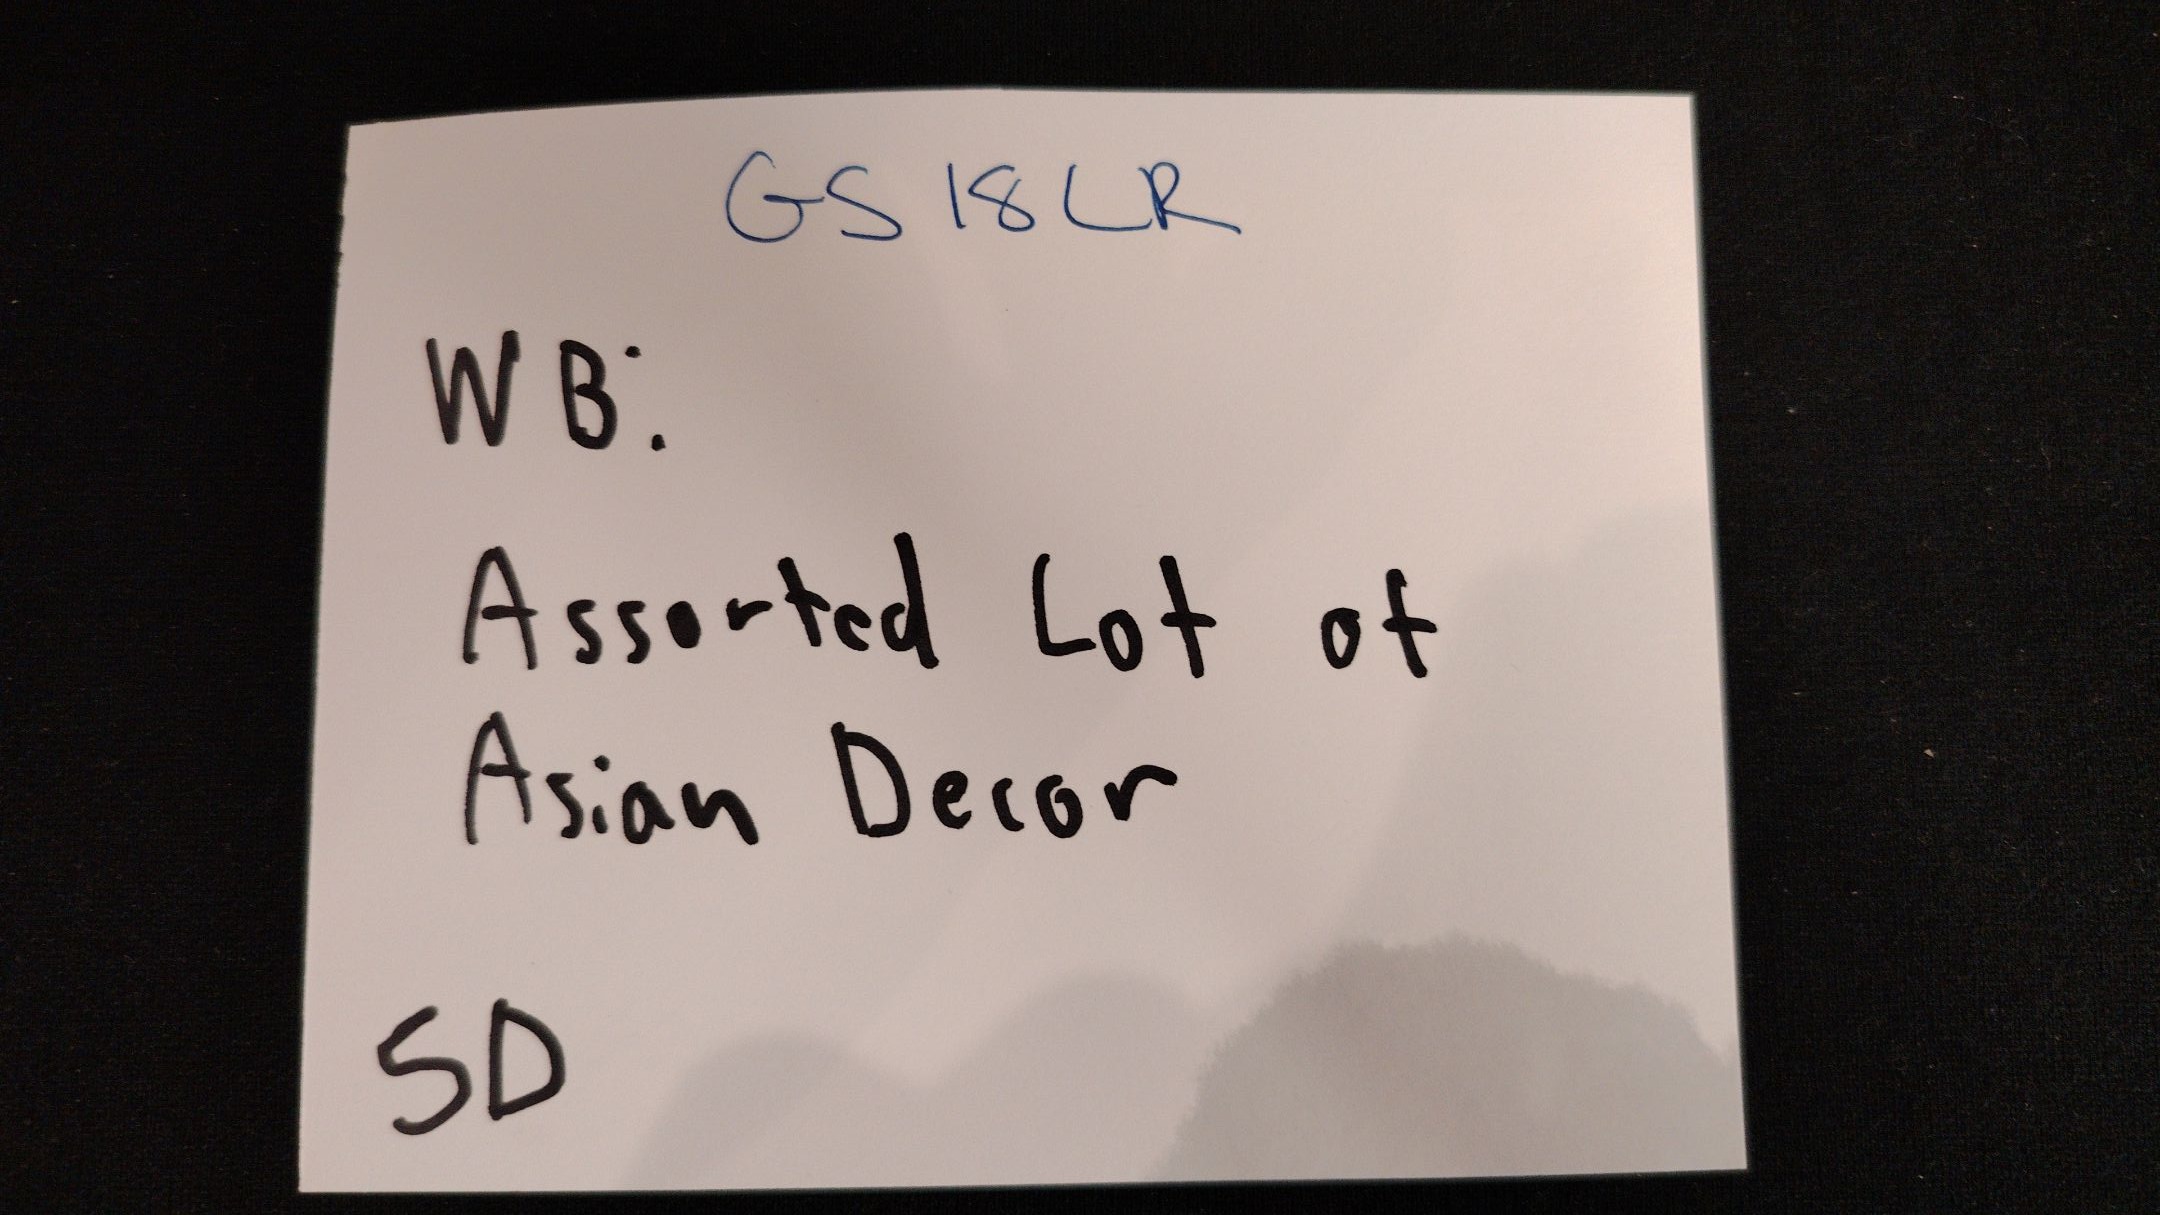 GS18LR
WB:
Assorted Lot of
Asian Decor
SD